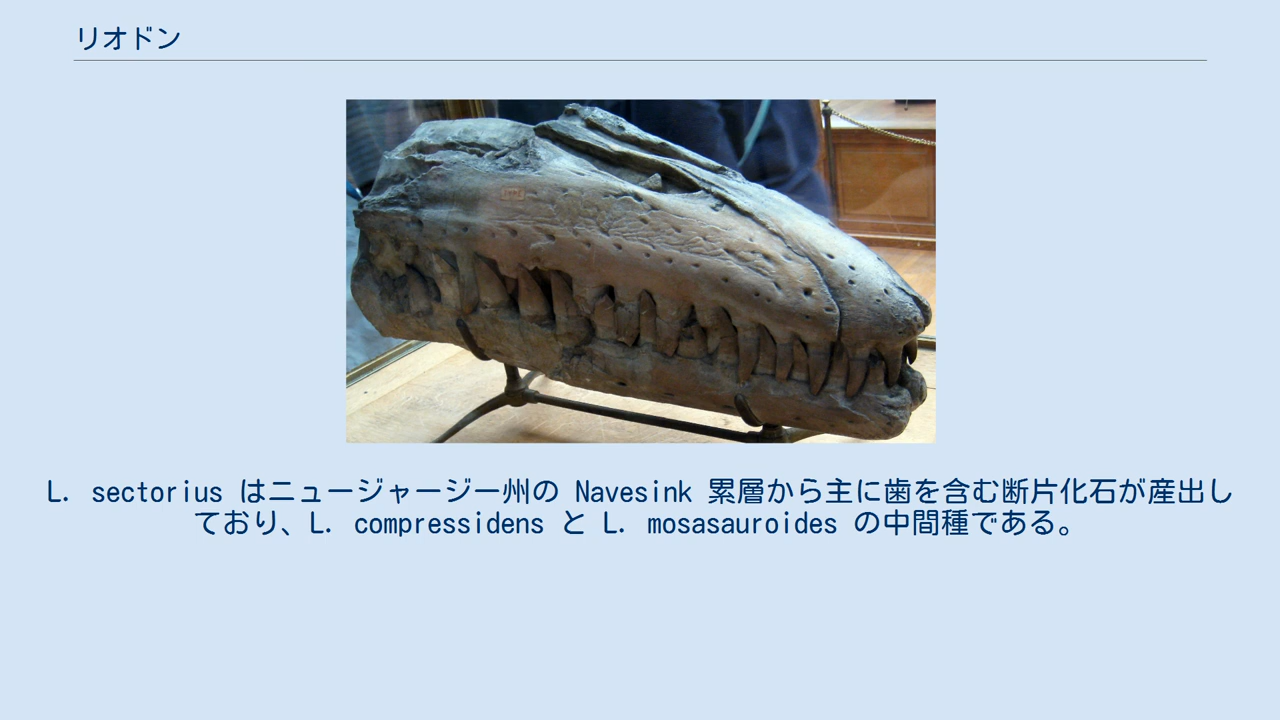 リオドン
L. sectorius はニュージャージー州の Navesink 累層から主に歯を含む断片化石が産出し
ており、L. compressidens と L. mosasauroides の中間種である。